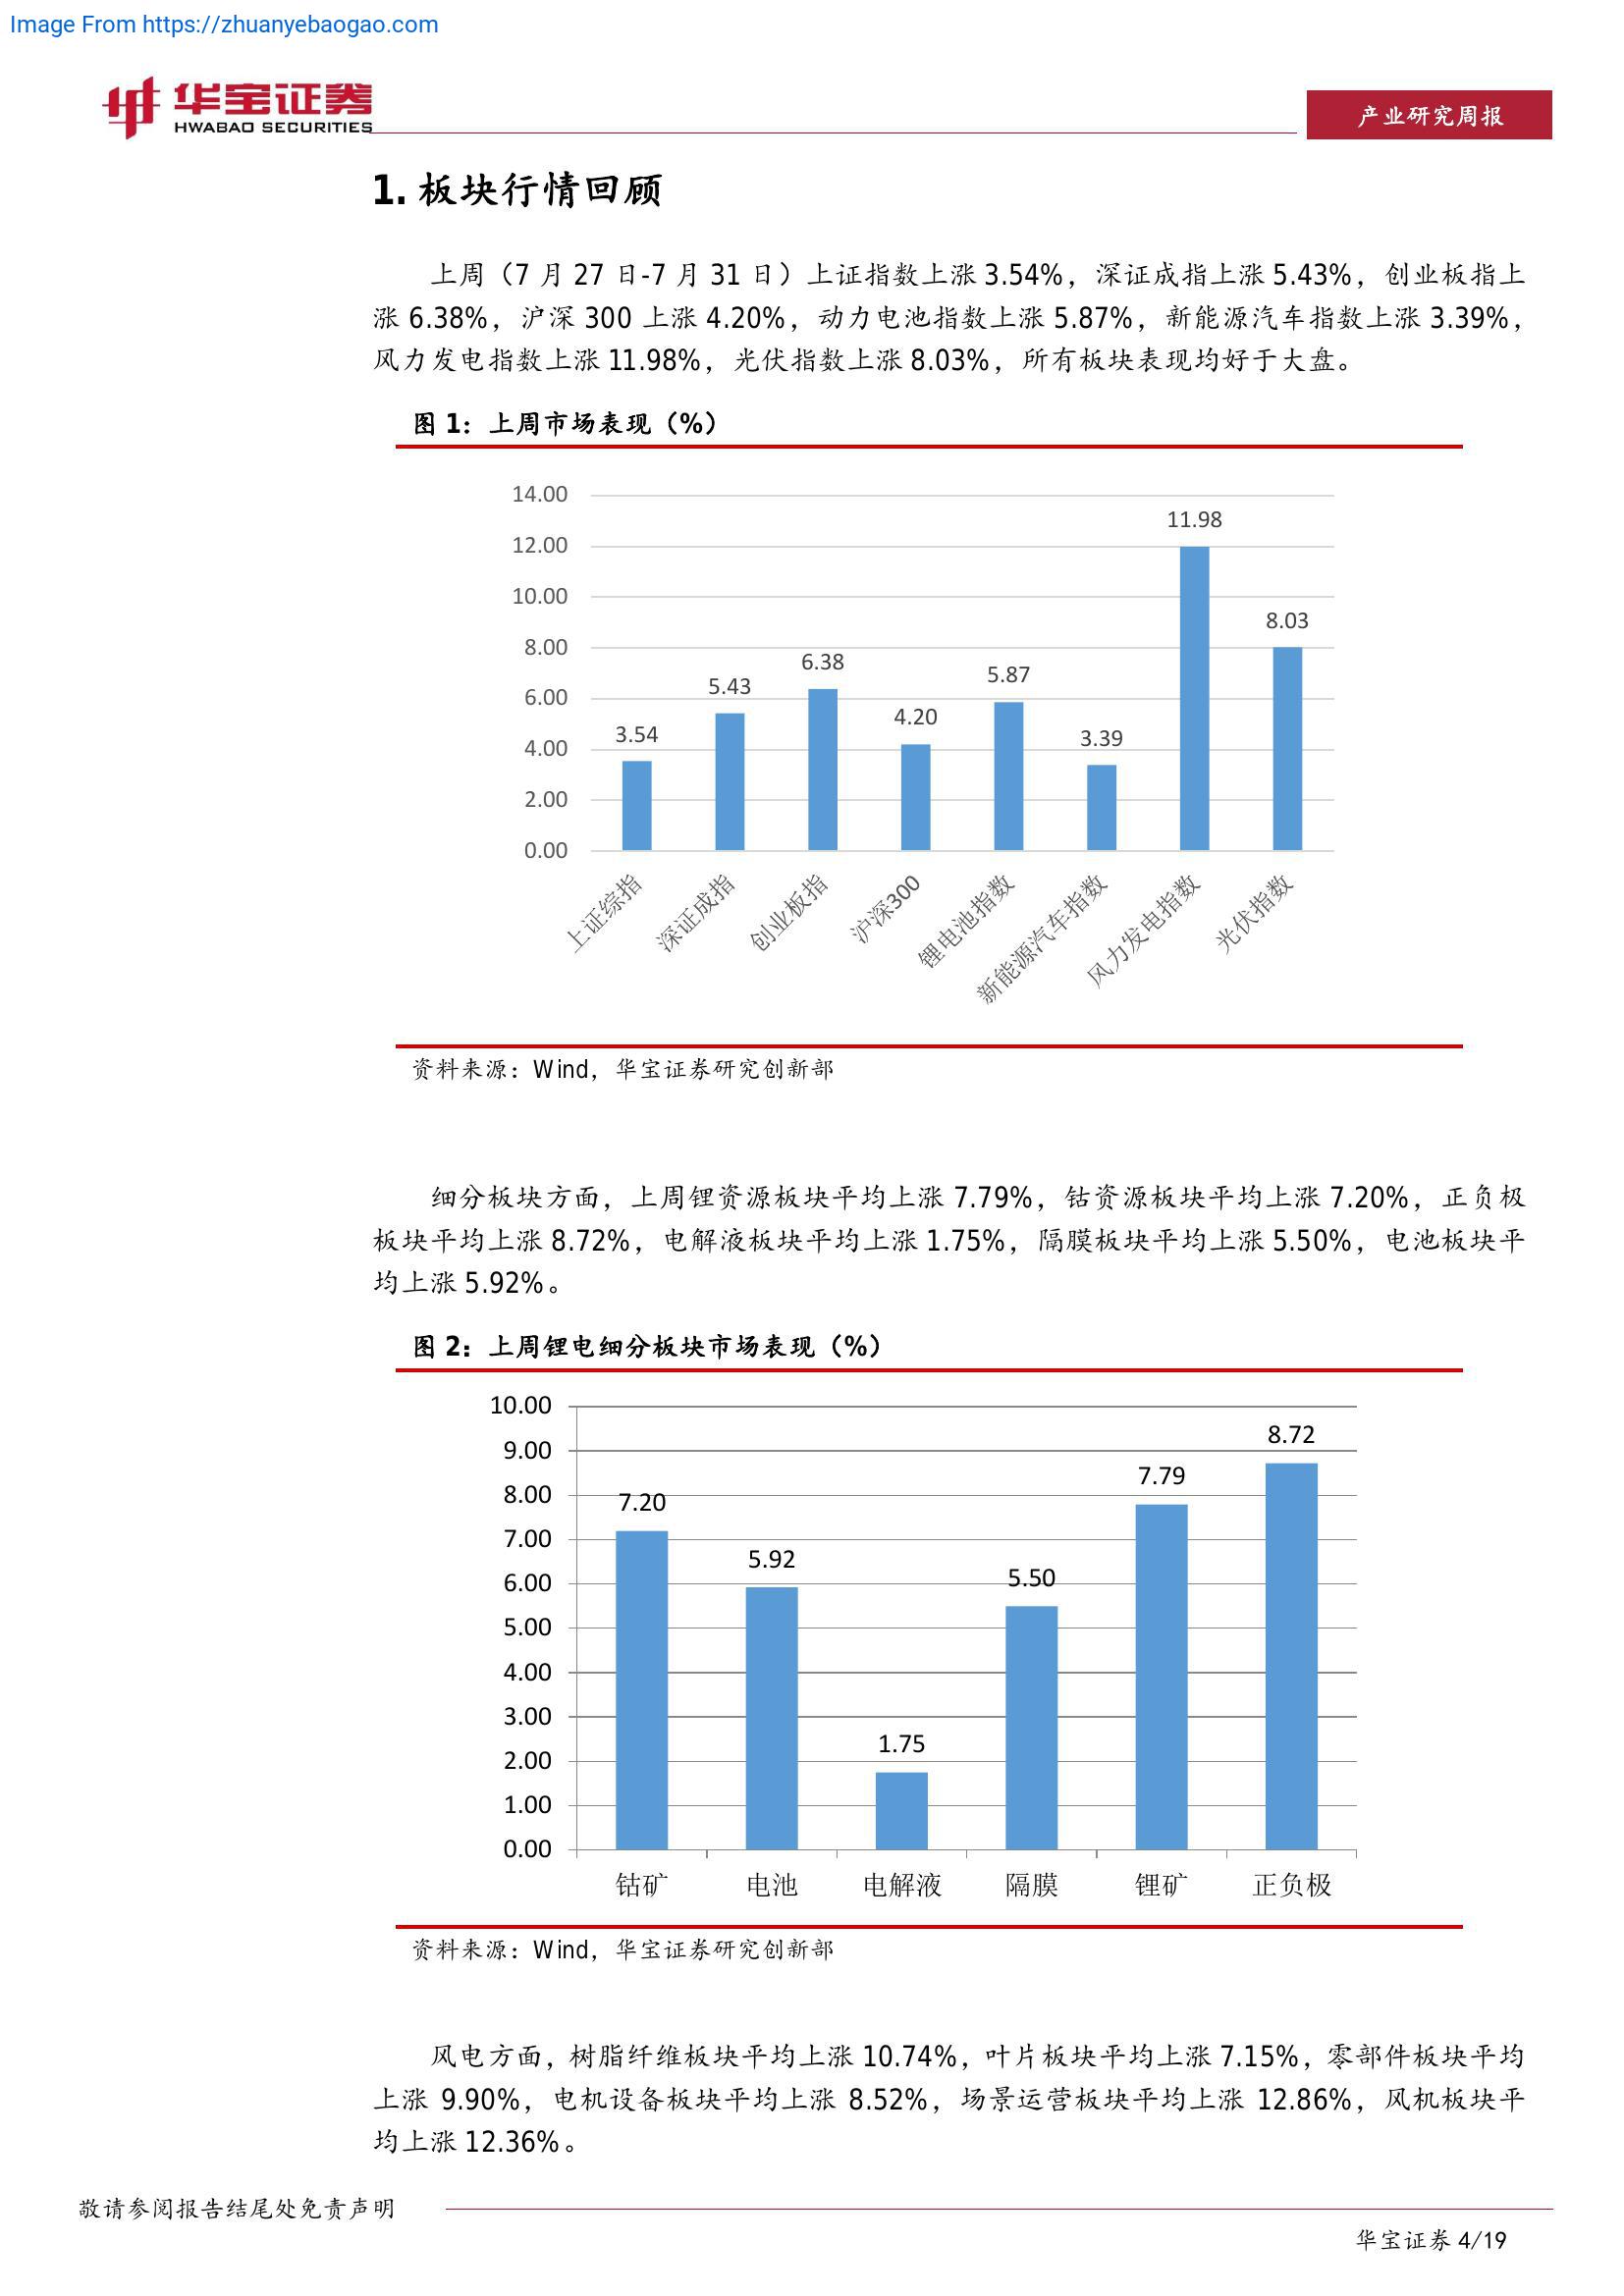 Image From https://zhuanyebaogao.com
华宝证券
HWABAO SECURITIES
产业研究周报
1. 板块行情回顾
上周（7 月 27 日-7 月 31 日）上证指数上涨 3.54%，深证成指上涨 5.43%，创业板指上
涨 6.38%，沪深 300 上涨 4.20%，动力电池指数上涨 5.87%，新能源汽车指数上涨 3.39%，
风力发电指数上涨 11.98%，光伏指数上涨 8.03%，所有板块表现均好于大盘。
图 1：上周市场表现（%）
14.00
12.00
10.00
8.00
6.00
4.00
2.00
0.00
3.54
5.43
6.38
4.20
5.87
3.39
11.98
8.03
上证综指
深证成指
创业板指
沪深300
锂电池指数
新能源汽车指数
风力发电指数
光伏指数
资料来源：Wind，华宝证券研究创新部
细分板块方面，上周锂资源板块平均上涨 7.79%，钴资源板块平均上涨 7.20%，正负极
板块平均上涨 8.72%，电解液板块平均上涨 1.75%，隔膜板块平均上涨 5.50%，电池板块平
均上涨 5.92%。
图 2：上周锂电细分板块市场表现（%）
10.00
9.00
8.00
7.00
6.00
5.00
4.00
3.00
2.00
1.00
0.00
7.20
5.92
1.75
5.50
7.79
8.72
钴矿
电池
电解液
隔膜
锂矿
正负极
资料来源：Wind，华宝证券研究创新部
风电方面，树脂纤维板块平均上涨 10.74%，叶片板块平均上涨 7.15%，零部件板块平均
上涨 9.90%，电机设备板块平均上涨 8.52%，场景运营板块平均上涨 12.86%，风机板块平
均上涨 12.36%。
敬请参阅报告结尾处免责声明
华宝证券 4/19